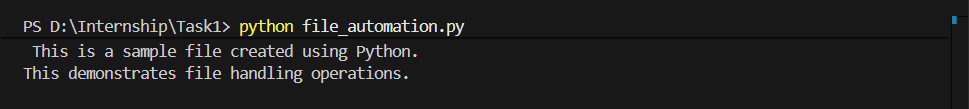 PS D:\Internship\Task1> python file_automation.py
This is a sample file created using Python.
This demonstrates file handling operations.